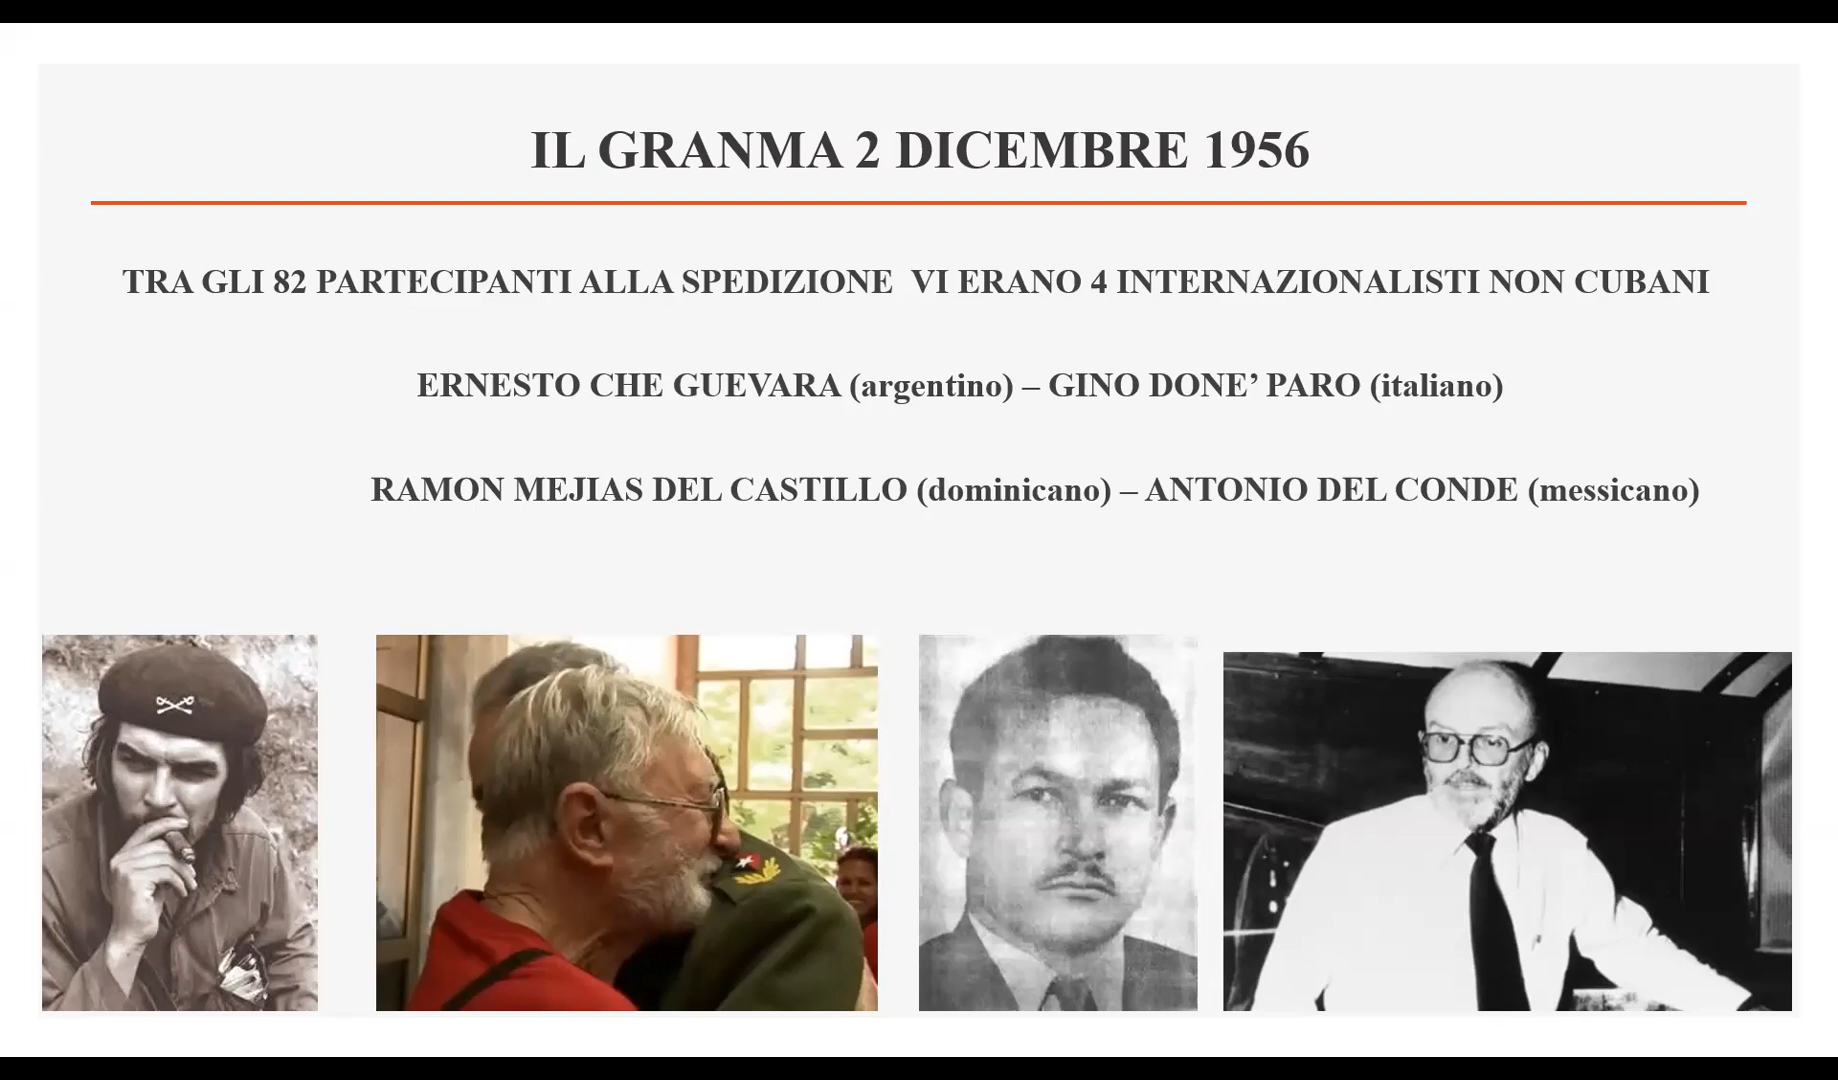 IL GRANMA 2 DICEMBRE 1956
TRA GLI 82 PARTECIPANTI ALLA SPEDIZIONE  VI ERANO 4 INTERNAZIONALISTI NON CUBANI
ERNESTO CHE GUEVARA (argentino) – GINO DONE’ PARO (italiano)
RAMON MEJIAS DEL CASTILLO (dominicano) – ANTONIO DEL CONDE (messicano)